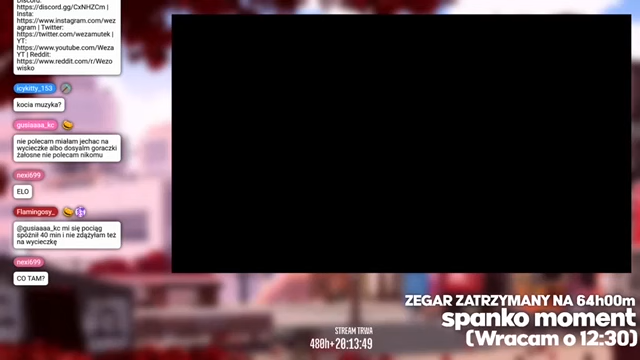 Discord:
https://discord.gg/CxNHZCm |
Insta:
https://www.instagram.com/wez
agram | Twitter:
https://twitter.com/wezamutek |
YT:
https://www.youtube.com/Weza
YT | Reddit:
https://www.reddit.com/r/Wezo
wisko
icykitty_153
kocia muzyka?
gusiaaaa_kc
nie polecam miałam jechac na
wycieczke albo dosyalm goraczki
żałosne nie polecam nikomu
nexi699
ELO
Flamingosy_
@gusiaaaa_kc mi się pociąg
spóźnił 40 min i nie zdążyłam też
na wycieczkę
nexi699
CO TAM?
ZEGAR ZATRZYMANY NA 64h00m
spanko moment
(Wracam o 12:30)
STREAM TRWA
480h+20:13:49